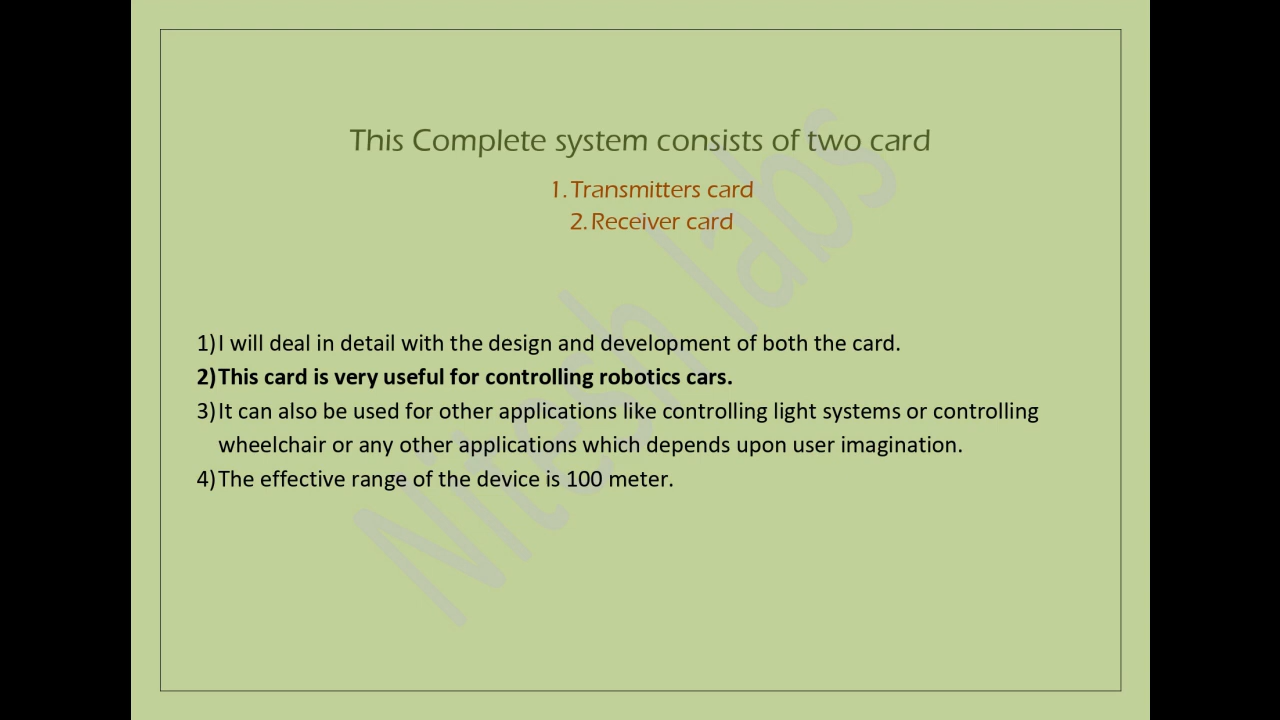 This Complete system consists of two card
1. Transmitters card
2. Receiver card
1) I will deal in detail with the design and development of both the card.
2) This card is very useful for controlling robotics cars.
3) It can also be used for other applications like controlling light systems or controlling
wheelchair or any other applications which depends upon user imagination.
4) The effective range of the device is 100 meter.
Nitesh labs